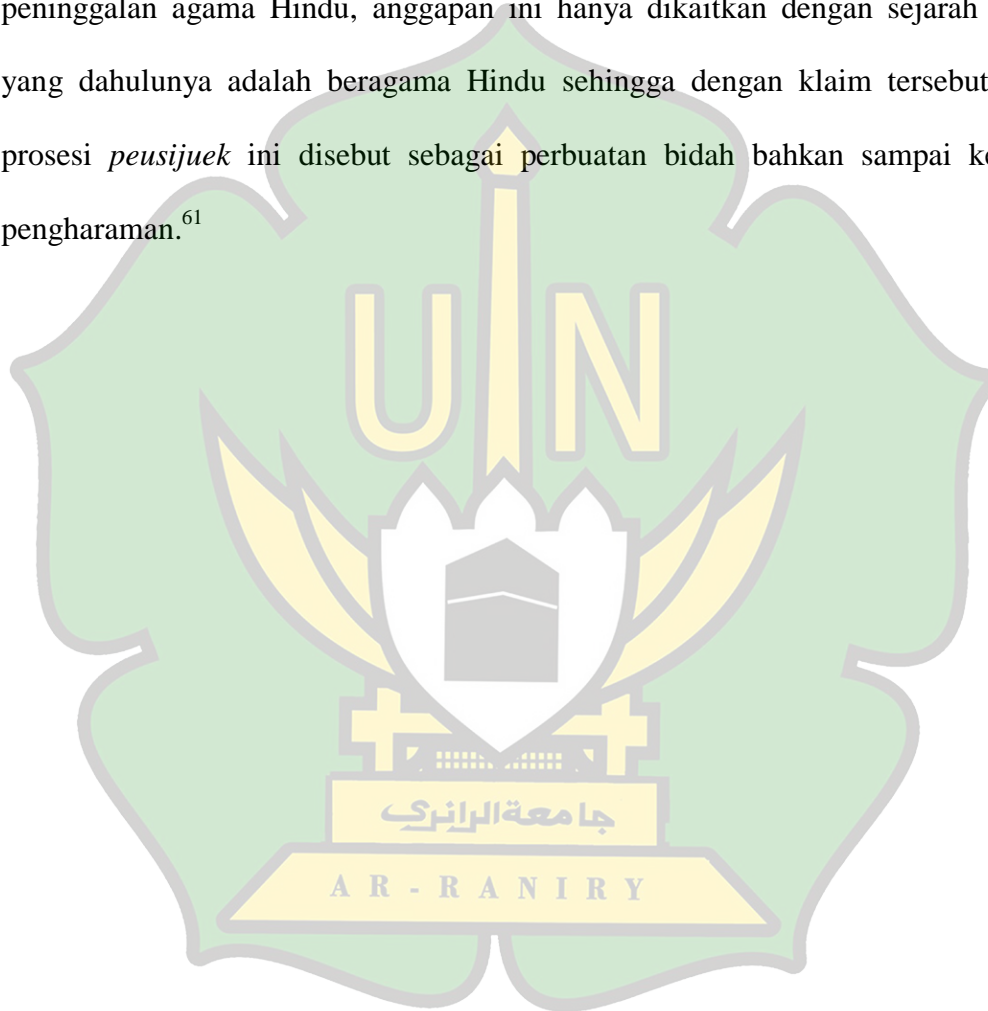 peninggalan agama Hindu, anggapan ini hanya dikaitkan dengan sejarah
yang dahulunya adalah beragama Hindu sehingga dengan klaim tersebut
prosesi peusijuek ini disebut sebagai perbuatan bidah bahkan sampai
pengharaman.61
UIN
جامعةالرانري
AR-RANIRY